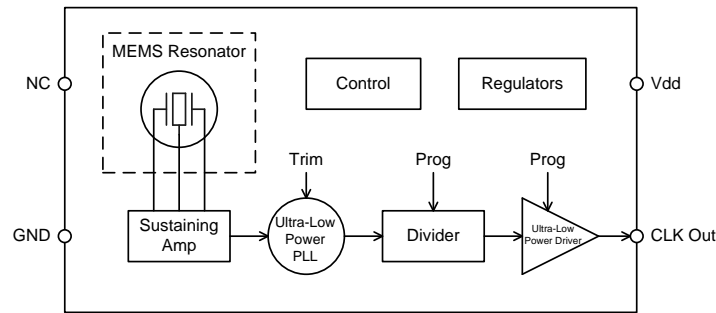 MEMS Resonator
NC
Control
Regulators
Vdd
Trim
Prog
Prog
GND
Sustaining
Amp
Ultra-Low
Power
PLL
Divider
Ultra-Low
Power Driver
CLK Out